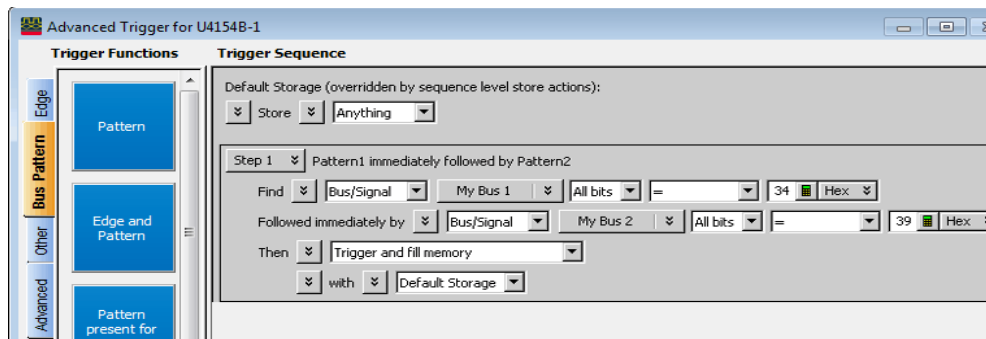 Advanced Trigger for U4154B-1
Trigger Functions
Trigger Sequence
Edge
Bus Pattern
Other
Advanced
Pattern
Edge and
Pattern
Pattern
present for
Default Storage (overridden by sequence level store actions):
Store Anything
Step 1 Pattern1 immediately followed by Pattern2
Find Bus/Signal My Bus 1 All bits = 34 Hex
Followed immediately by Bus/Signal My Bus 2 All bits = 39 Hex
Then Trigger and fill memory
with Default Storage